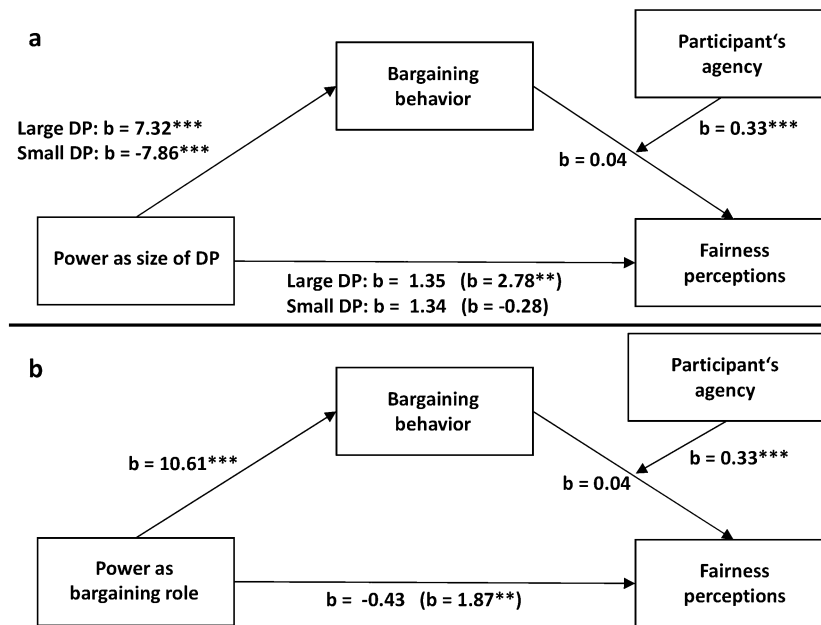 a
Participant‘s
agency
Bargaining
behavior
Large DP: b = 7.32***
Small DP: b = -7.86***
b = 0.33***
b = 0.04
Power as size of DP
Fairness
perceptions
Large DP: b = 1.35 (b = 2.78**)
Small DP: b = 1.34 (b = -0.28)
b
Participant‘s
agency
Bargaining
behavior
b = 10.61***
b = 0.33***
b = 0.04
Power as
bargaining role
Fairness
perceptions
b = -0.43 (b = 1.87**)